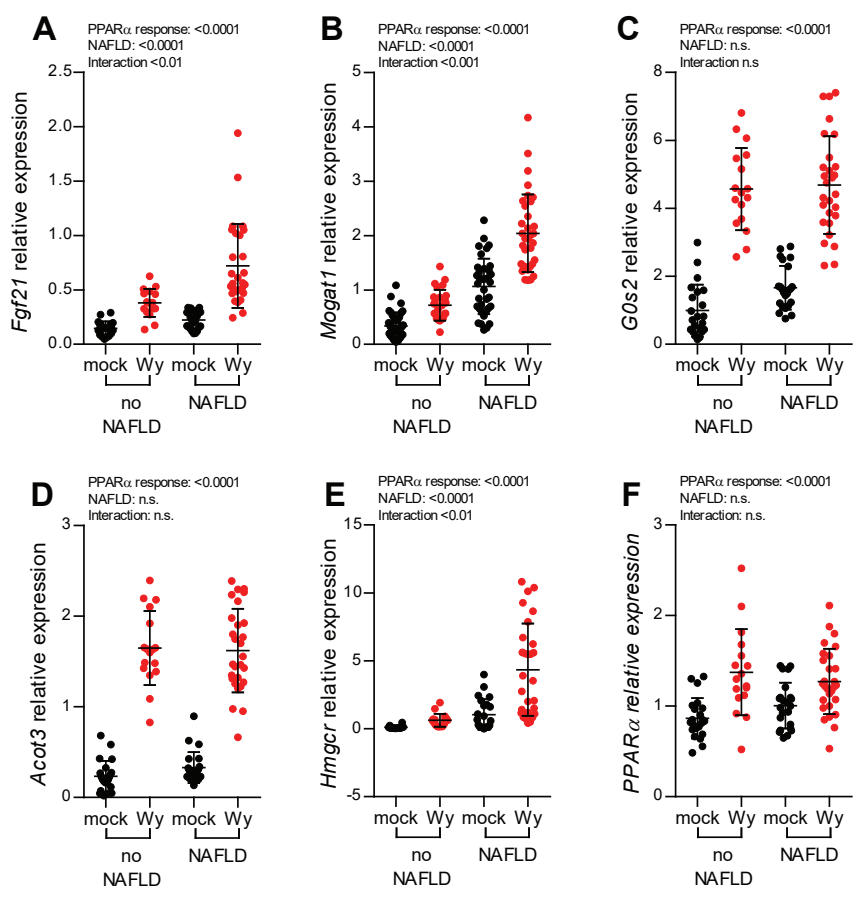 A
PPARα response: <0.0001
NAFLD: <0.0001
Interaction <0.01
Fgf21 relative expression
2.5
2.0
1.5
1.0
0.5
0.0
mock Wy mock Wy
no NAFLD
NAFLD
B
PPARα response: <0.0001
NAFLD: <0.0001
Interaction <0.001
Mogat1 relative expression
5
4
3
2
1
0
mock Wy mock Wy
no NAFLD
NAFLD
C
PPARα response: <0.0001
NAFLD: n.s.
Interaction n.s
G0s2 relative expression
8
6
4
2
0
mock Wy mock Wy
no NAFLD
NAFLD
D
PPARα response: <0.0001
NAFLD: n.s.
Interaction: n.s.
Acot3 relative expression
3
2
1
0
mock Wy mock Wy
no NAFLD
NAFLD
E
PPARα response: <0.0001
NAFLD: <0.0001
Interaction <0.01
Hmgcr relative expression
15
10
5
0
-5
mock Wy mock Wy
no NAFLD
NAFLD
F
PPARα response: <0.0001
NAFLD: n.s.
Interaction: n.s.
PPARα relative expression
3
2
1
0
mock Wy mock Wy
no NAFLD
NAFLD